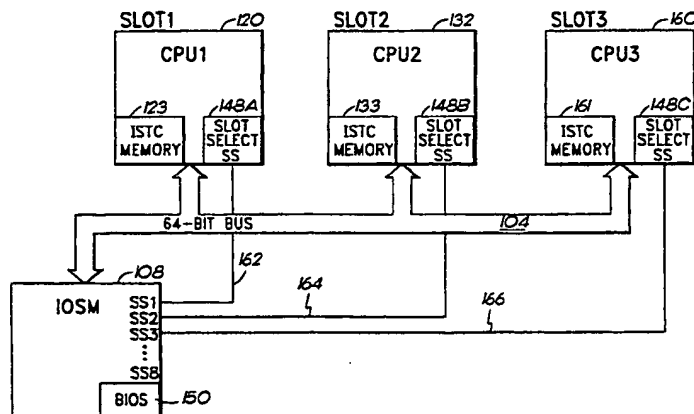 SLOT1 120 SLOT2 132 SLOT3 160
CPU1 CPU2 CPU3
123 148A 133 148B 161 148C
ISTC MEMORY SLOT SELECT SS ISTC MEMORY SLOT SELECT SS ISTC MEMORY SLOT SELECT SS
64-BIT BUS 104
108 162
IOSM SS1 164
SS2 166
SS3
SS8
BIOS 150